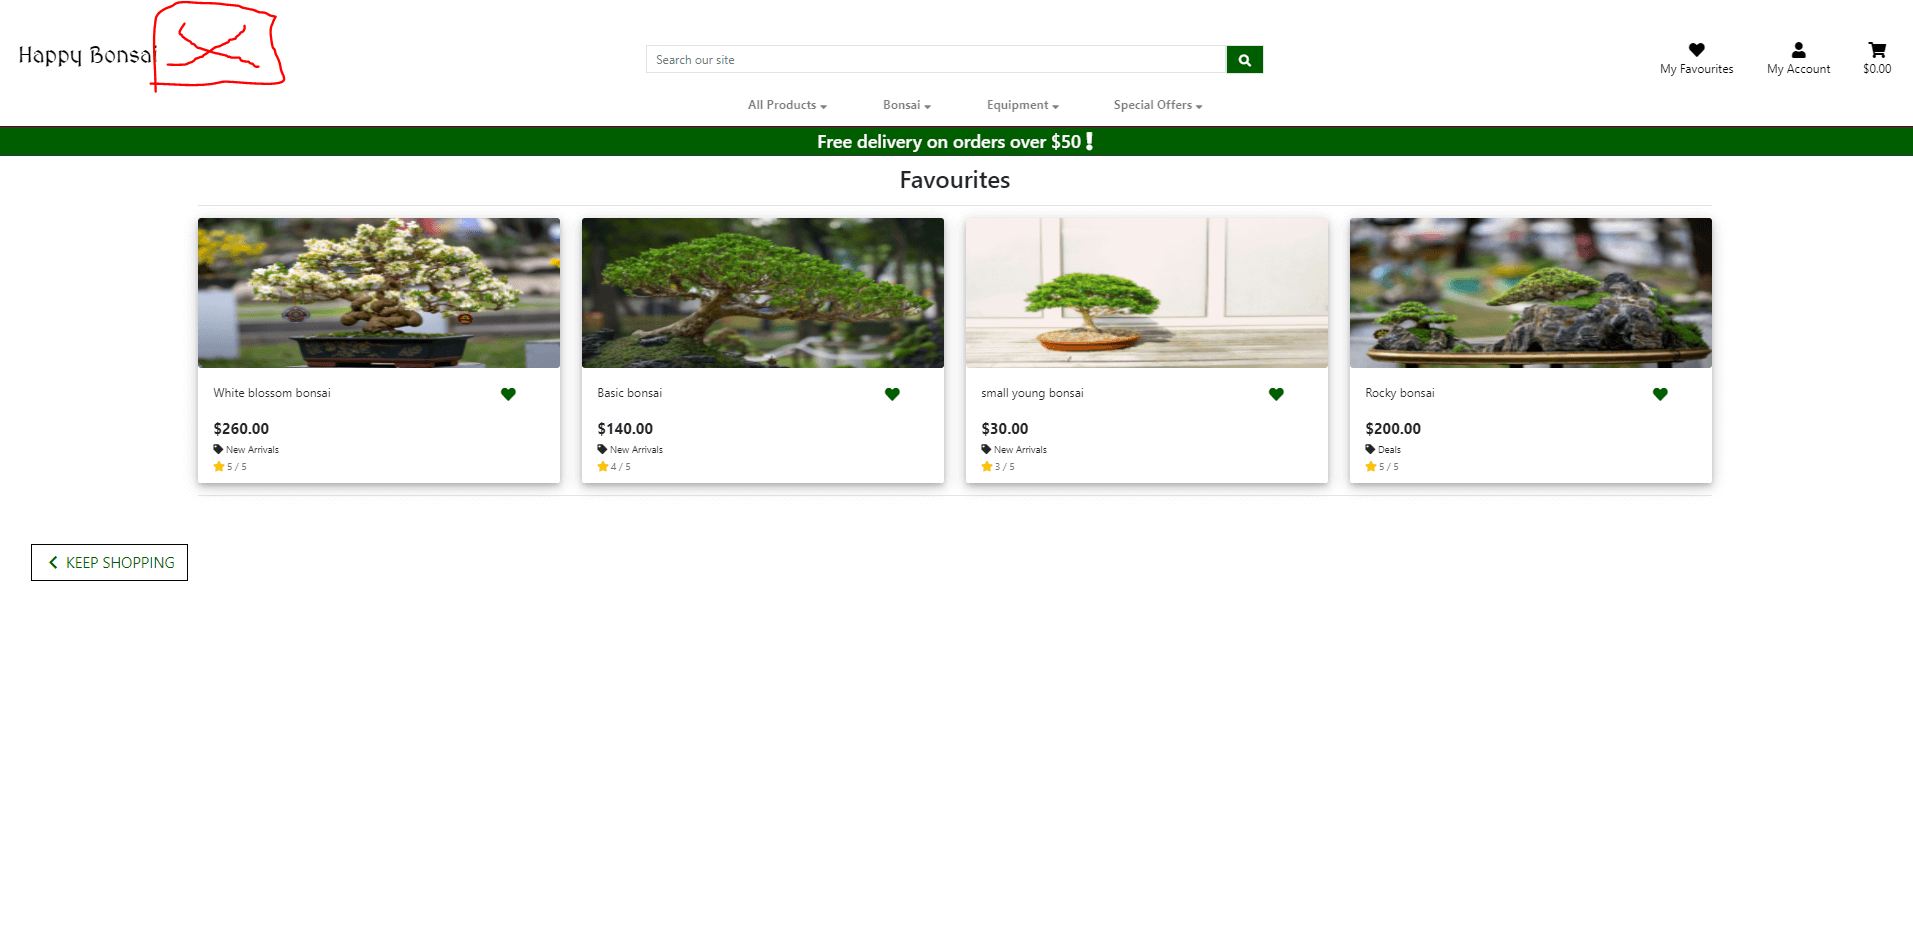 Happy Bonsai
Search our site
My Favourites
My Account
$0.00
All Products
Bonsai
Equipment
Special Offers
Free delivery on orders over $50!
Favourites
White blossom bonsai
$260.00
New Arrivals
5 / 5
Basic bonsai
$140.00
New Arrivals
4 / 5
small young bonsai
$30.00
New Arrivals
3 / 5
Rocky bonsai
$200.00
Deals
5 / 5
KEEP SHOPPING